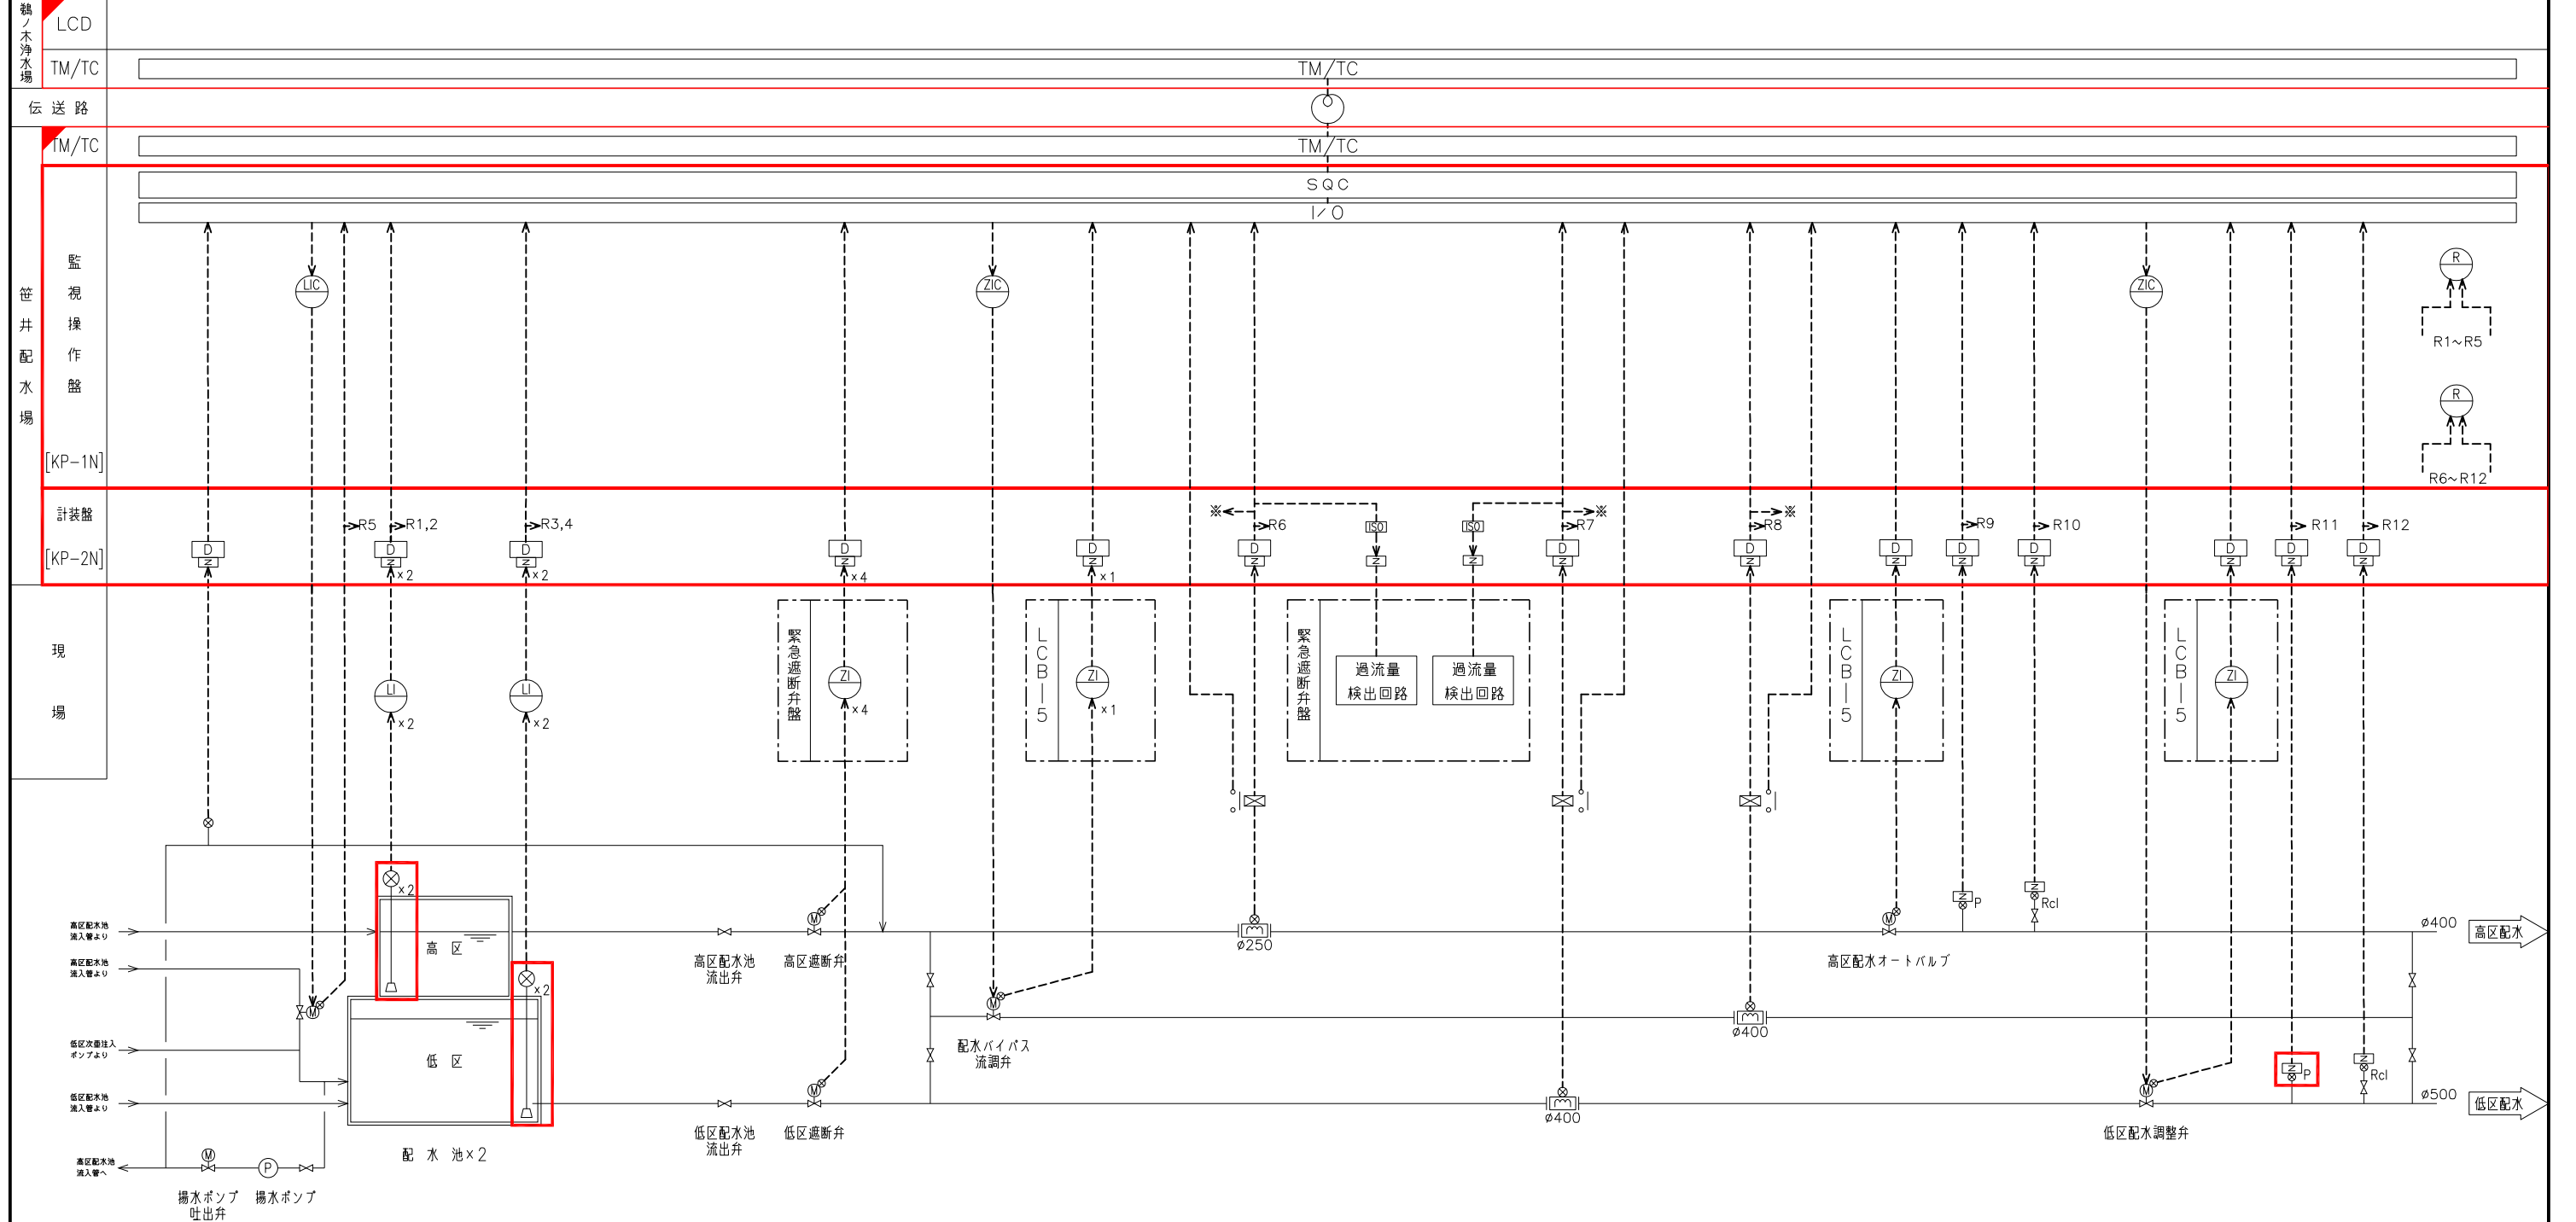 鵜ノ木浄水場
LCD
TM/TC
TM/TC
伝送路
TM/TC
TM/TC
SQC
I/O
笹井配水場
監視操作盤
[KP-1N]
LIC
ZIC
ZIC
R
R1~R5
R
R6~R12
計装盤
[KP-2N]
R5
R1,2
R3,4
※
R6
ISO
ISO
R7
※
R8
※
R9
R10
R11
R12
D
N
D
N
x2
D
N
x2
D
N
x4
D
N
x1
D
N
N
N
D
N
D
N
D
N
D
N
D
N
D
N
D
N
D
N
現場
LI
x2
LI
x2
緊急遮断弁盤
ZI
x4
LCB-5
ZI
x1
緊急遮断弁盤
過流量
検出回路
過流量
検出回路
LCB-5
ZI
LCB-5
ZI
x2
x2
高区配水池
流入管より
高区配水池
流入管より
低区次亜注入
ポンプより
低区配水池
流入管より
高区配水池
流入管へ
M
高区
低区
配水池x2
M
P
揚水ポンプ
吐出弁
揚水ポンプ
高区配水池
流出弁
M
高区遮断弁
低区配水池
流出弁
M
低区遮断弁
M
配水バイパス
流調弁
φ250
φ400
φ400
M
高区配水オートバルブ
N
P
N
Rcl
M
低区配水調整弁
N
P
N
Rcl
φ400
高区配水
φ500
低区配水